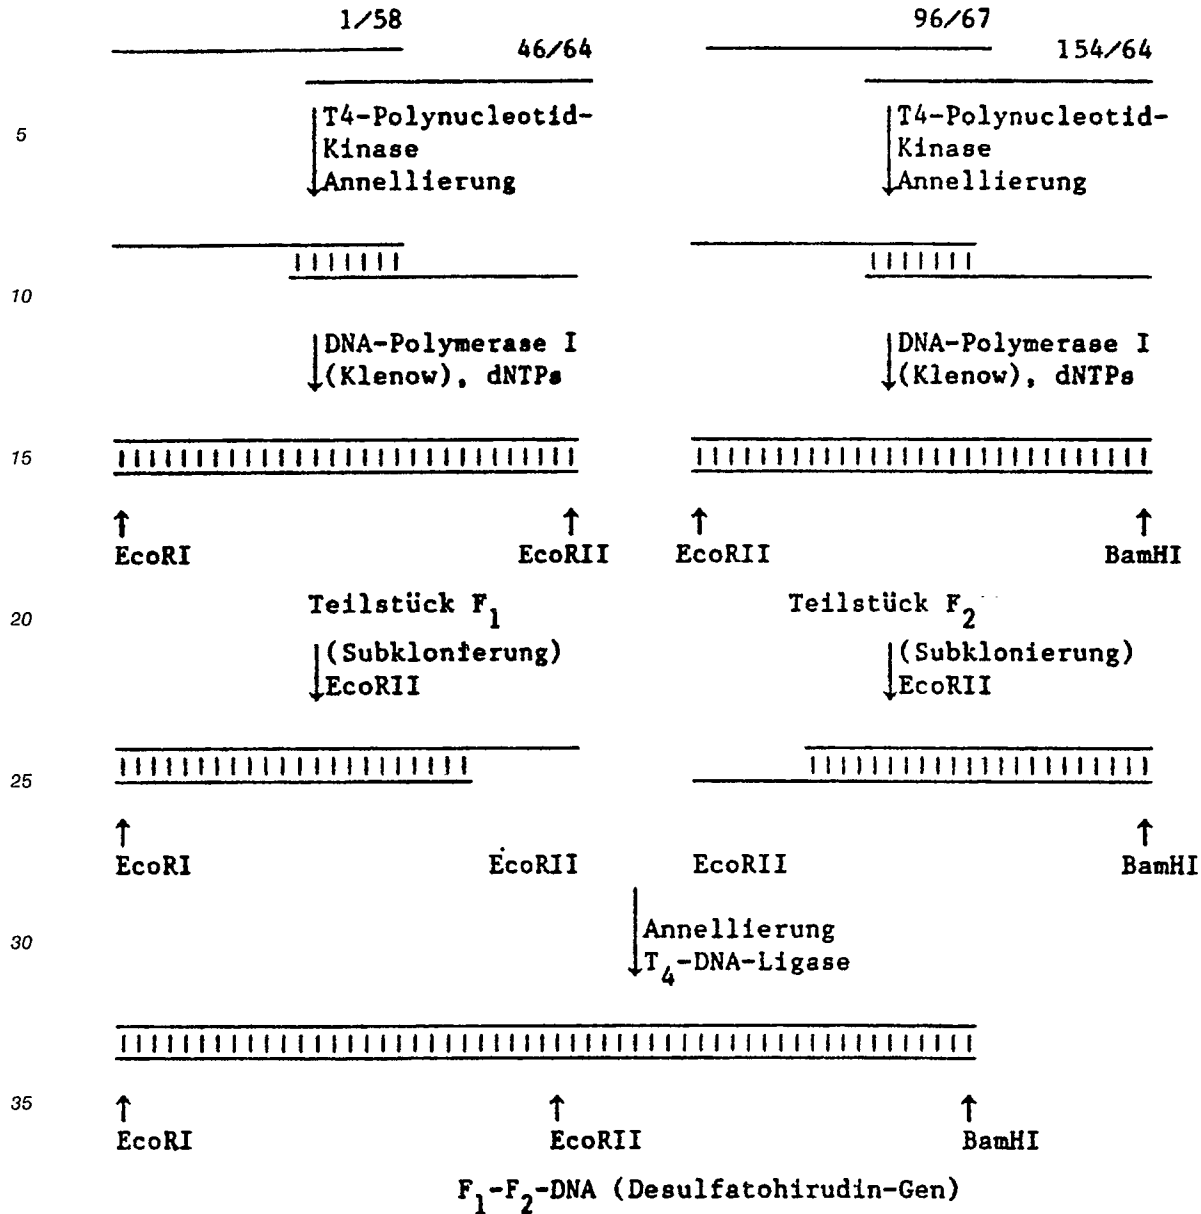 1/58 96/67
46/64 154/64
5 T4-Polynucleotid- T4-Polynucleotid-
Kinase Kinase
Annellierung Annellierung
10
DNA-Polymerase I DNA-Polymerase I
(Klenow), dNTPs (Klenow), dNTPs
15
EcoRI EcoRII EcoRII BamHI
20 Teilstück F1 Teilstück F2
(Subklonierung) (Subklonierung)
EcoRII EcoRII
25
EcoRI EcoRII EcoRII BamHI
30 Annellierung
T4-DNA-Ligase
35
EcoRI EcoRII BamHI
F1-F2-DNA (Desulfatohirudin-Gen)